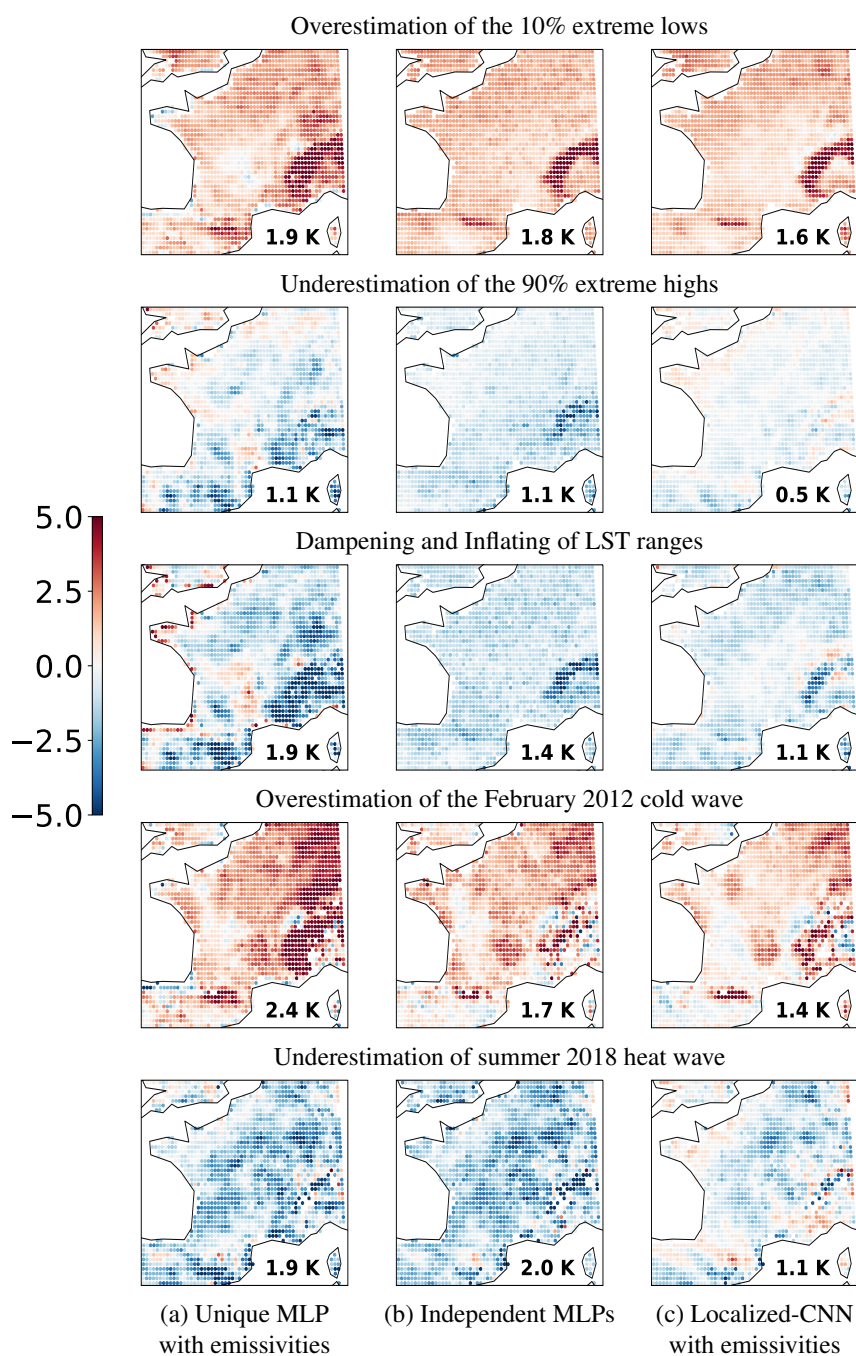 Overestimation of the 10% extreme lows
1.9 K 1.8 K 1.6 K
Underestimation of the 90% extreme highs
1.1 K 1.1 K 0.5 K
5.0
2.5
0.0
−2.5
−5.0
Dampening and Inflating of LST ranges
1.9 K 1.4 K 1.1 K
Overestimation of the February 2012 cold wave
2.4 K 1.7 K 1.4 K
Underestimation of summer 2018 heat wave
1.9 K 2.0 K 1.1 K
(a) Unique MLP
with emissivities
(b) Independent MLPs
(c) Localized-CNN
with emissivities